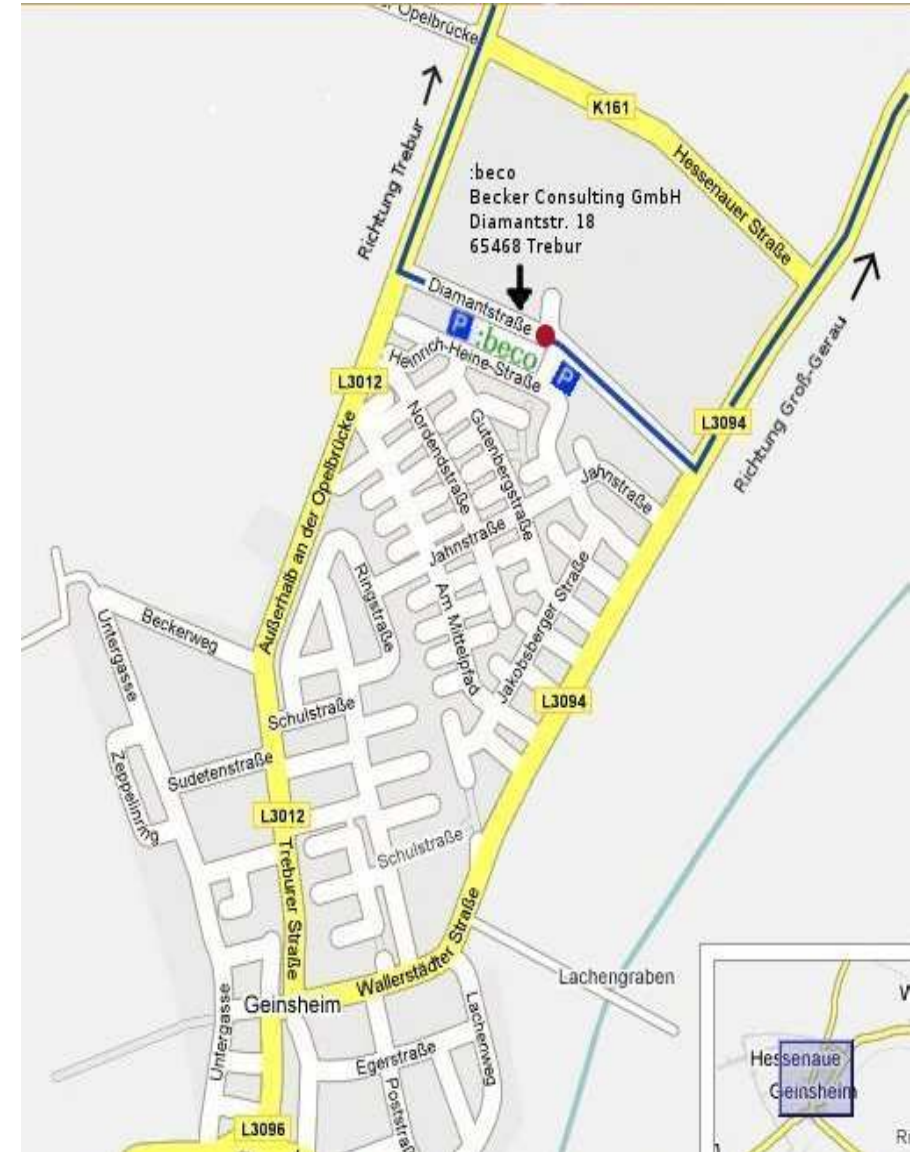 r Opelbrücke
K161
Richtung Trebur
Hessenauer Straße
:beco
Becker Consulting GmbH
Diamantstr. 18
65468 Trebur
Diamantstraße
P :beco
P
Heinrich-Heine-Straße
L3012
L3094
Richtung Groß-Gerau
Nordendstraße
Gutenbergstraße
Jahnstraße
Außerhalb an der Opelbrücke
Jahnstraße
Ringstraße
Am Mittelpfad
Jakobsberger Straße
Beckerweg
Untergasse
L3094
Schulstraße
Sudetenstraße
Zeppelinring
L3012
Schulstraße
Treburer Straße
Wallerstädter Straße
Lachengraben
Geinsheim
Untergasse
Lachenweg
Egerstraße
Poststra
L3096
W
Hessenaue
Geinsheim
R